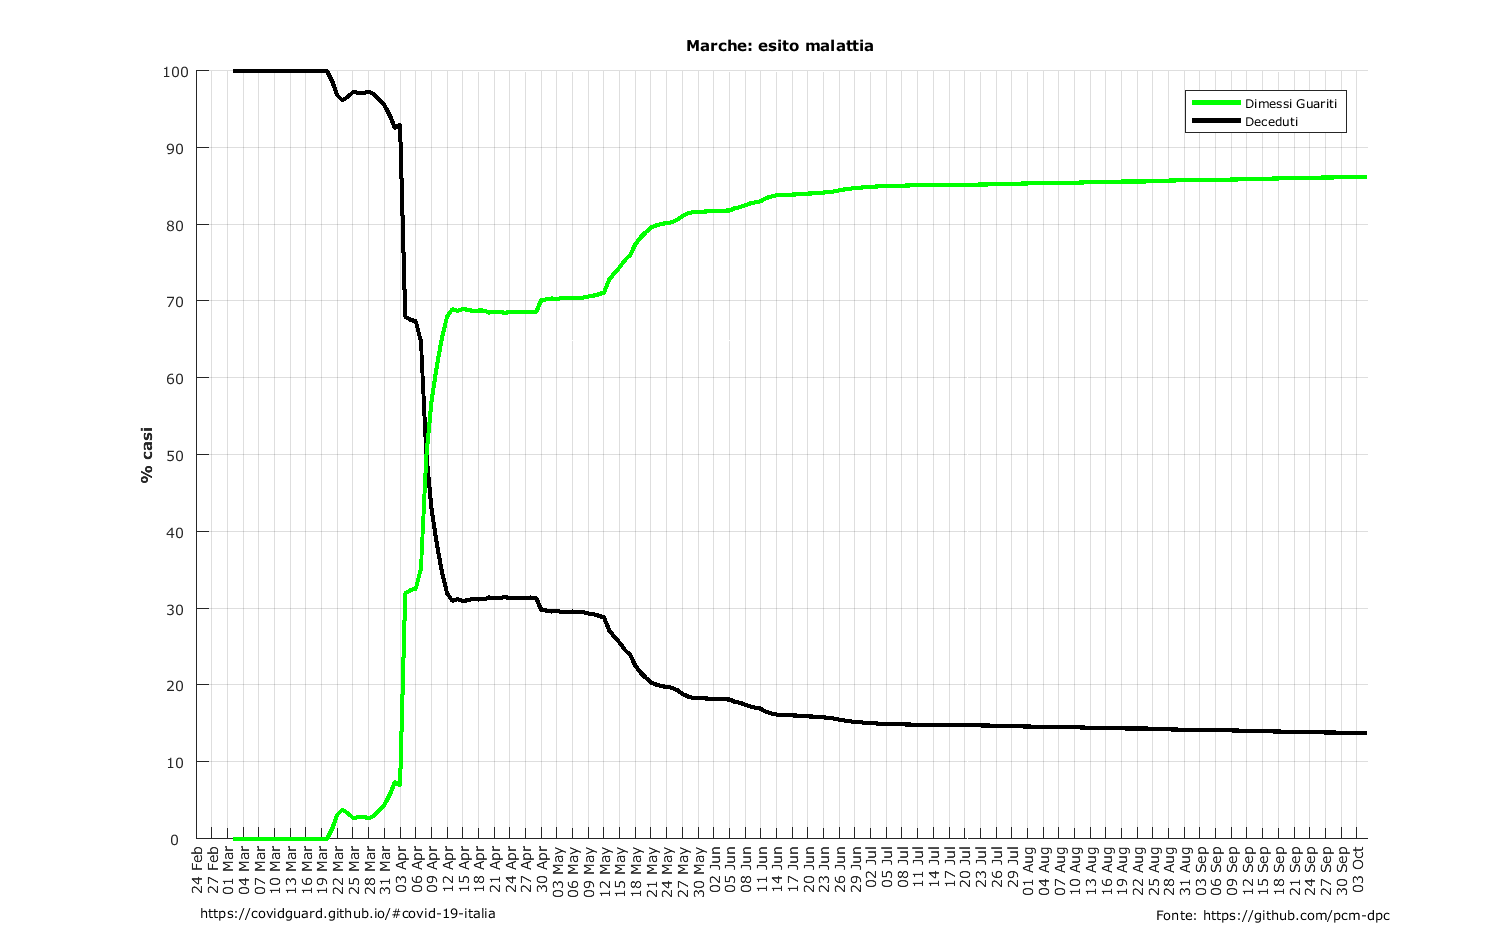 Marche: esito malattia
Dimessi Guariti
Deceduti
% casi
100
90
80
70
60
50
40
30
20
10
0
24 Feb
27 Feb
01 Mar
04 Mar
07 Mar
10 Mar
13 Mar
16 Mar
19 Mar
22 Mar
25 Mar
28 Mar
31 Mar
03 Apr
06 Apr
09 Apr
12 Apr
15 Apr
18 Apr
21 Apr
24 Apr
27 Apr
30 Apr
03 May
06 May
09 May
12 May
15 May
18 May
21 May
24 May
27 May
30 May
02 Jun
05 Jun
08 Jun
11 Jun
14 Jun
17 Jun
20 Jun
23 Jun
26 Jun
29 Jun
02 Jul
05 Jul
08 Jul
11 Jul
14 Jul
17 Jul
20 Jul
23 Jul
26 Jul
29 Jul
01 Aug
04 Aug
07 Aug
10 Aug
13 Aug
16 Aug
19 Aug
22 Aug
25 Aug
28 Aug
31 Aug
03 Sep
06 Sep
09 Sep
12 Sep
15 Sep
18 Sep
21 Sep
24 Sep
27 Sep
30 Sep
03 Oct
https://covidguard.github.io/#covid-19-italia
Fonte: https://github.com/pcm-dpc